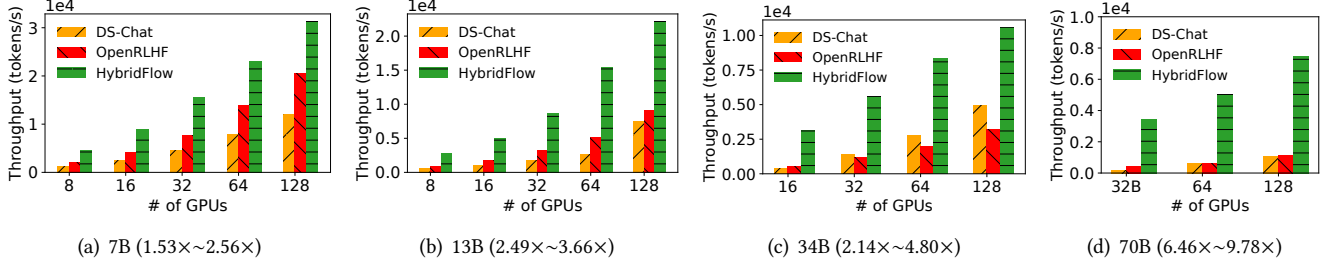 1e4
Throughput (tokens/s)
3
2
1
0
DS-Chat
OpenRLHF
HybridFlow
8 16 32 64 128
# of GPUs
(a) 7B (1.53×~2.56×)
1e4
Throughput (tokens/s)
2.0
1.5
1.0
0.5
0.0
DS-Chat
OpenRLHF
HybridFlow
8 16 32 64 128
# of GPUs
(b) 13B (2.49×~3.66×)
1e4
Throughput (tokens/s)
1.00
0.75
0.50
0.25
0.00
DS-Chat
OpenRLHF
HybridFlow
16 32 64 128
# of GPUs
(c) 34B (2.14×~4.80×)
1e4
Throughput (tokens/s)
1.0
0.8
0.6
0.4
0.2
0.0
DS-Chat
OpenRLHF
HybridFlow
32B 64 128
# of GPUs
(d) 70B (6.46×~9.78×)